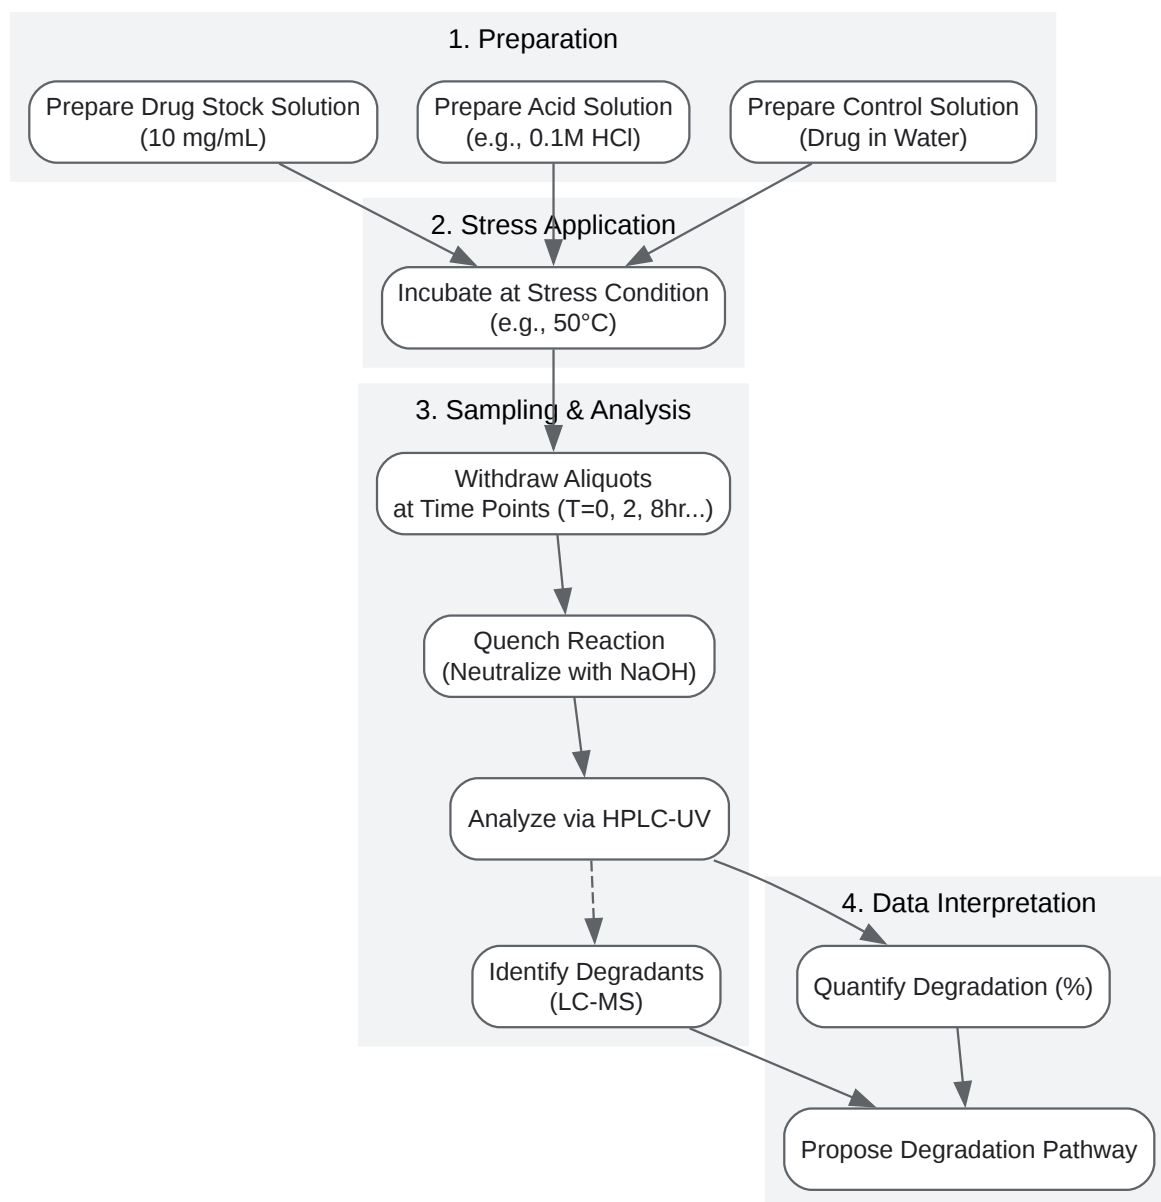 1. Preparation
Prepare Drug Stock Solution
(10 mg/mL)
Prepare Acid Solution
(e.g., 0.1M HCl)
Prepare Control Solution
(Drug in Water)
2. Stress Application
Incubate at Stress Condition
(e.g., 50°C)
3. Sampling & Analysis
Withdraw Aliquots
at Time Points (T=0, 2, 8hr...)
Quench Reaction
(Neutralize with NaOH)
Analyze via HPLC-UV
Identify Degradants
(LC-MS)
4. Data Interpretation
Quantify Degradation (%)
Propose Degradation Pathway